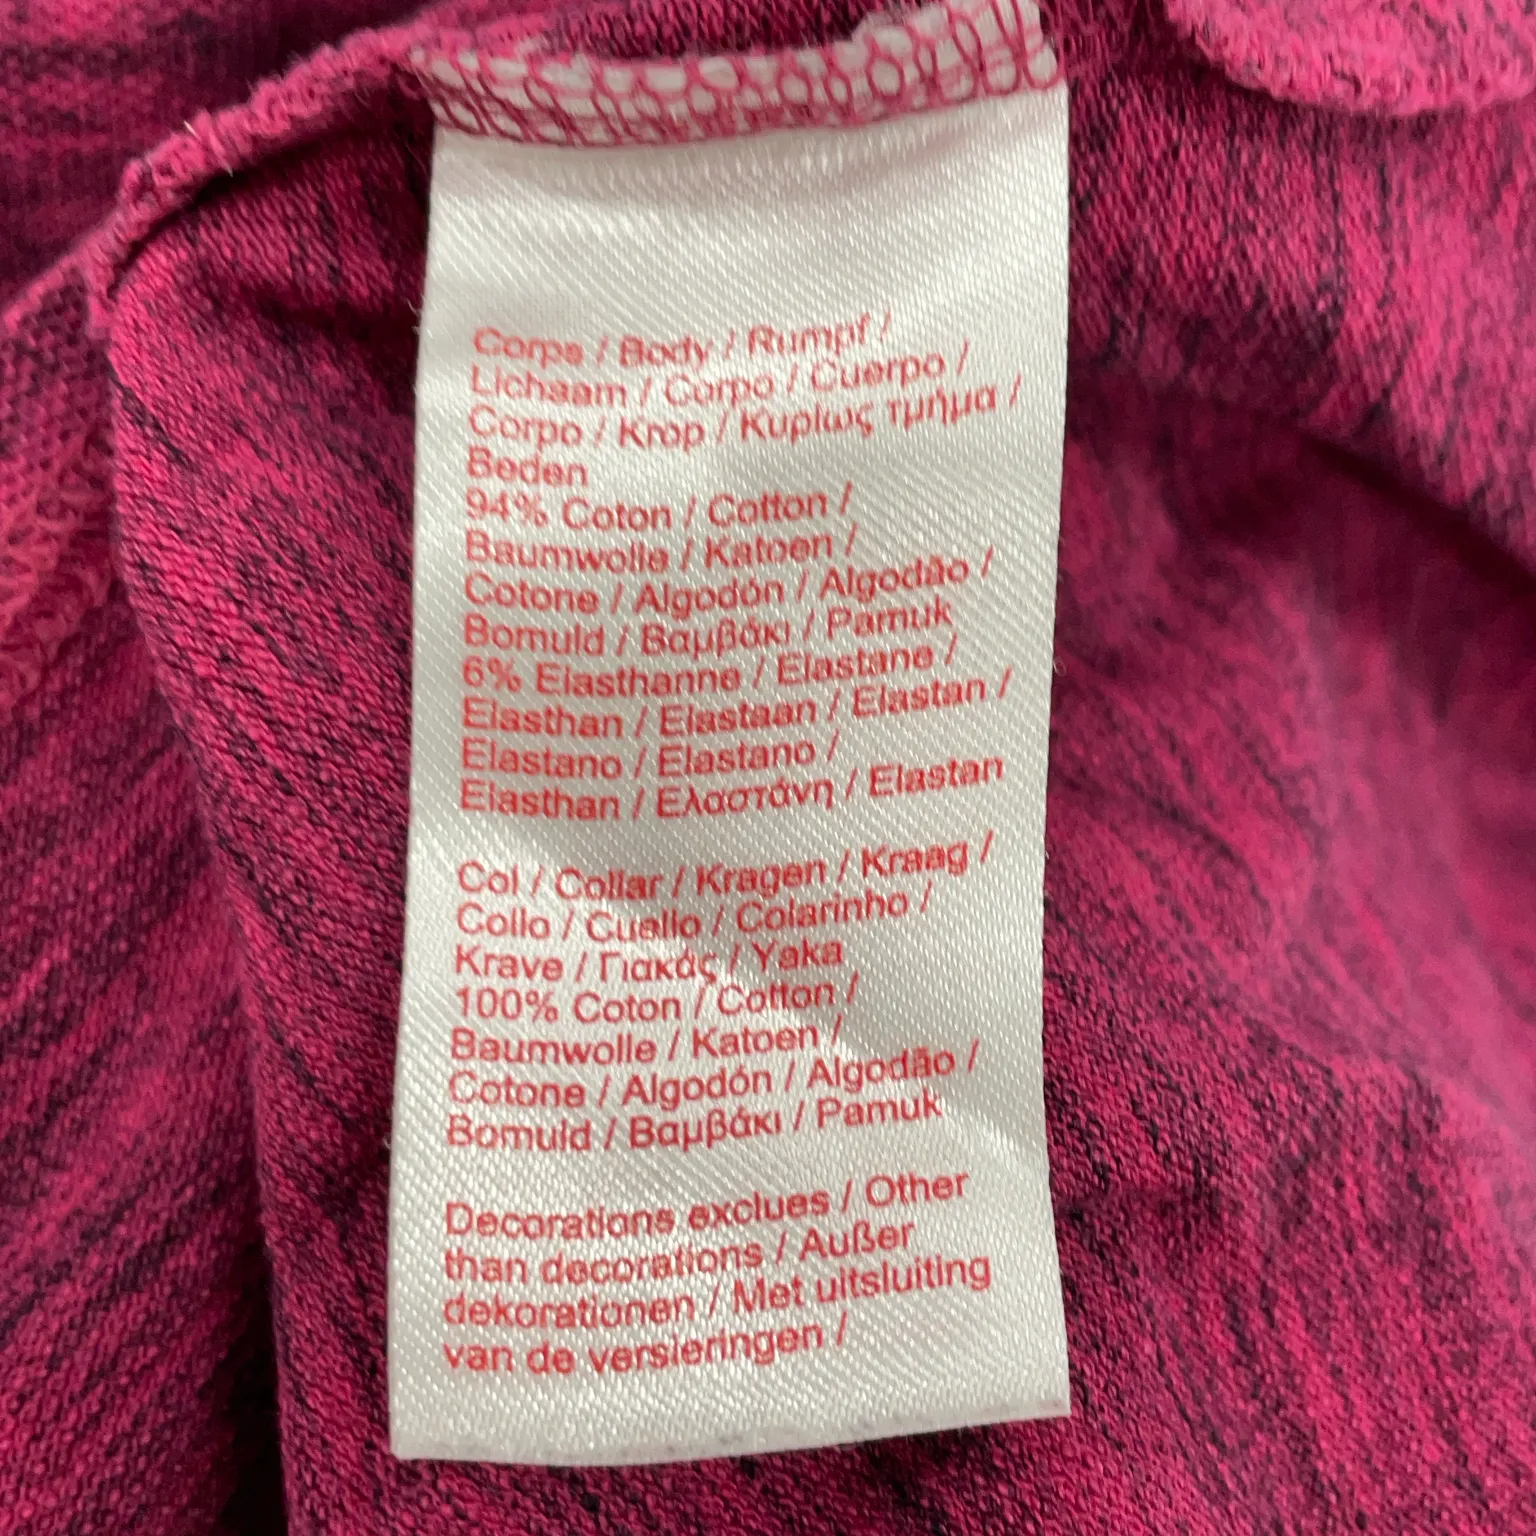 Corps / Body / Rumpf /
Lichaam / Corpo / Cuerpo /
Corpo / Krop / Κυρίως τμήμα /
Beden
94% Coton / Cotton /
Baumwolle / Katoen /
Cotone / Algodón / Algodão /
Bomuld / Βαμβάκι / Pamuk
6% Elasthanne / Elastane /
Elasthan / Elastaan / Elastan /
Elastano / Elastano /
Elasthan / Ελαστάνη / Elastan
Col / Collar / Kragen / Kraag /
Collo / Cuello / Colarinho /
Krave / Γιακάς / Yaka
100% Coton / Cotton /
Baumwolle / Katoen /
Cotone / Algodón / Algodão /
Bomuld / Βαμβάκι / Pamuk
Decorations exclues / Other
than decorations / Außer
dekorationen / Met uitsluiting
van de versieringen /